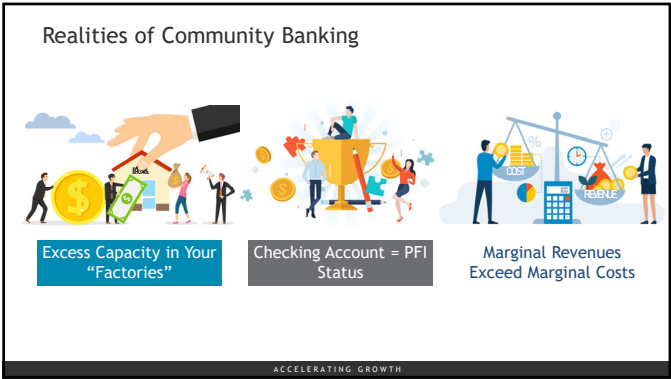 Realities of Community Banking
Bank
$
$
$
%
COST
REVENUE
Excess Capacity in Your
“Factories”
Checking Account = PFI
Status
Marginal Revenues
Exceed Marginal Costs
ACCELERATING GROWTH